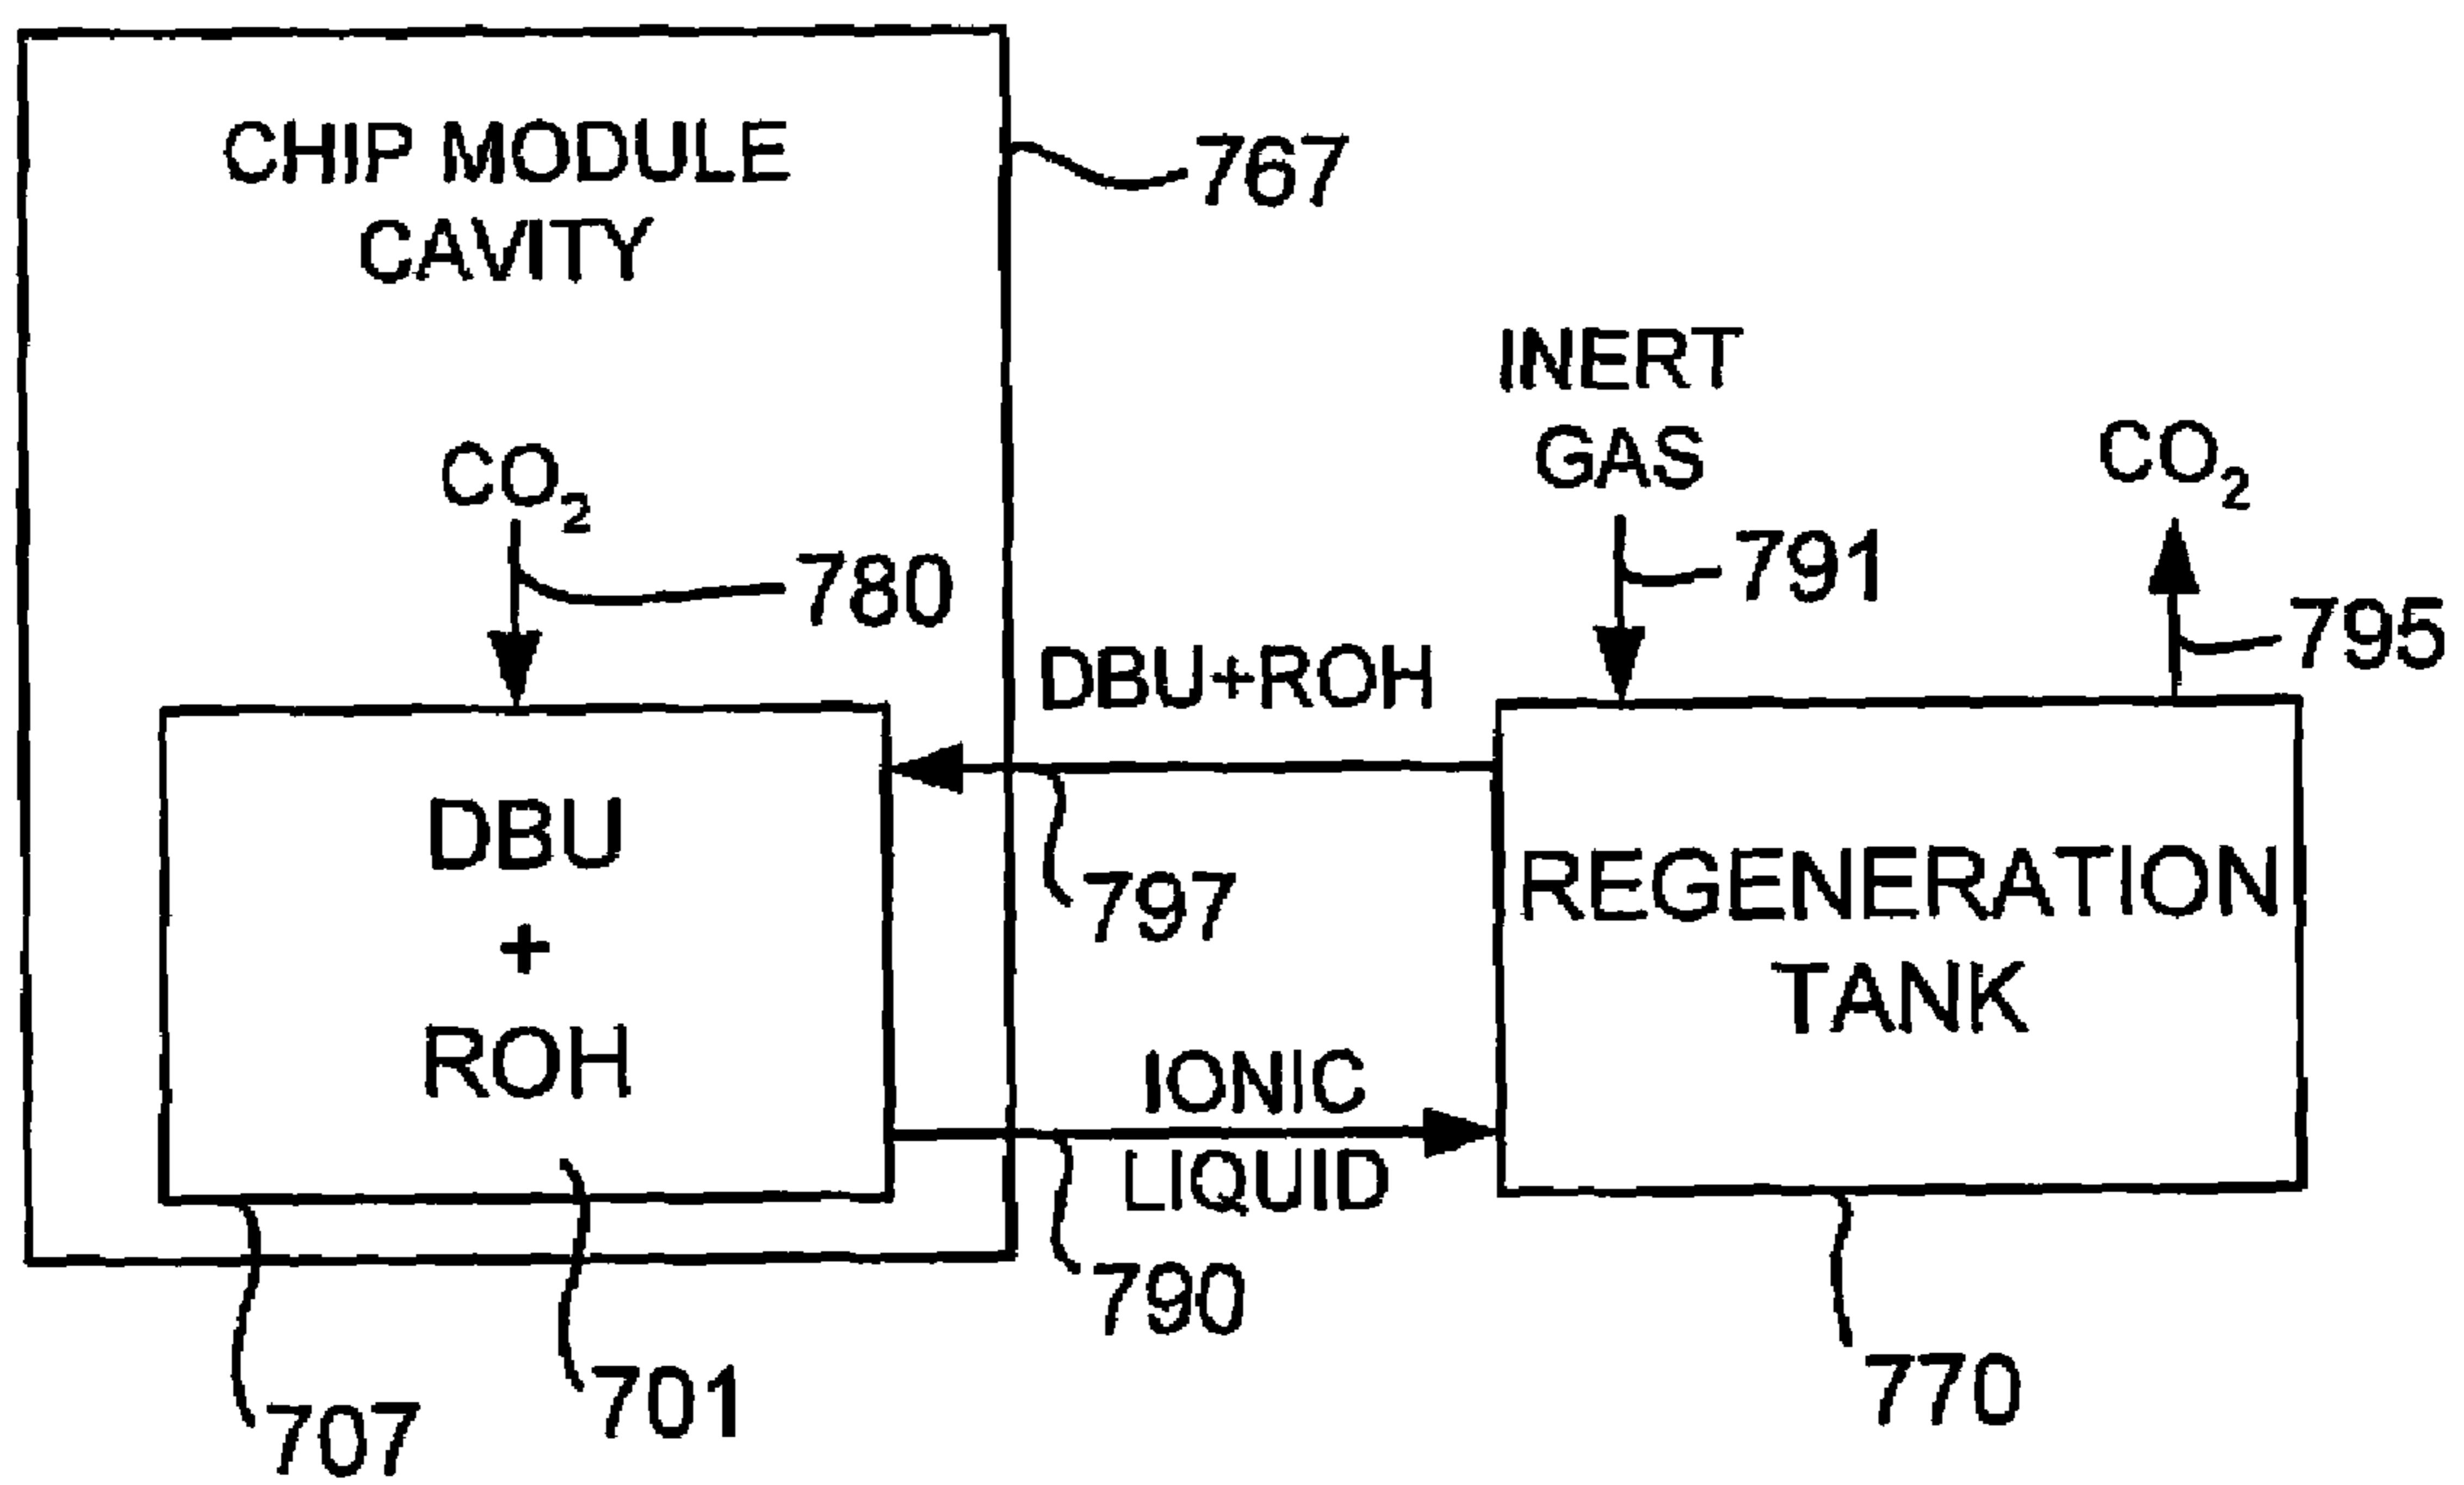 CHIP MODULE
CAVITY
767
CO₂
780
INERT
GAS
791
CO₂
795
DBU+ROH
797
DBU
+
ROH
REGENERATION
TANK
IONIC
LIQUID
790
707
701
770